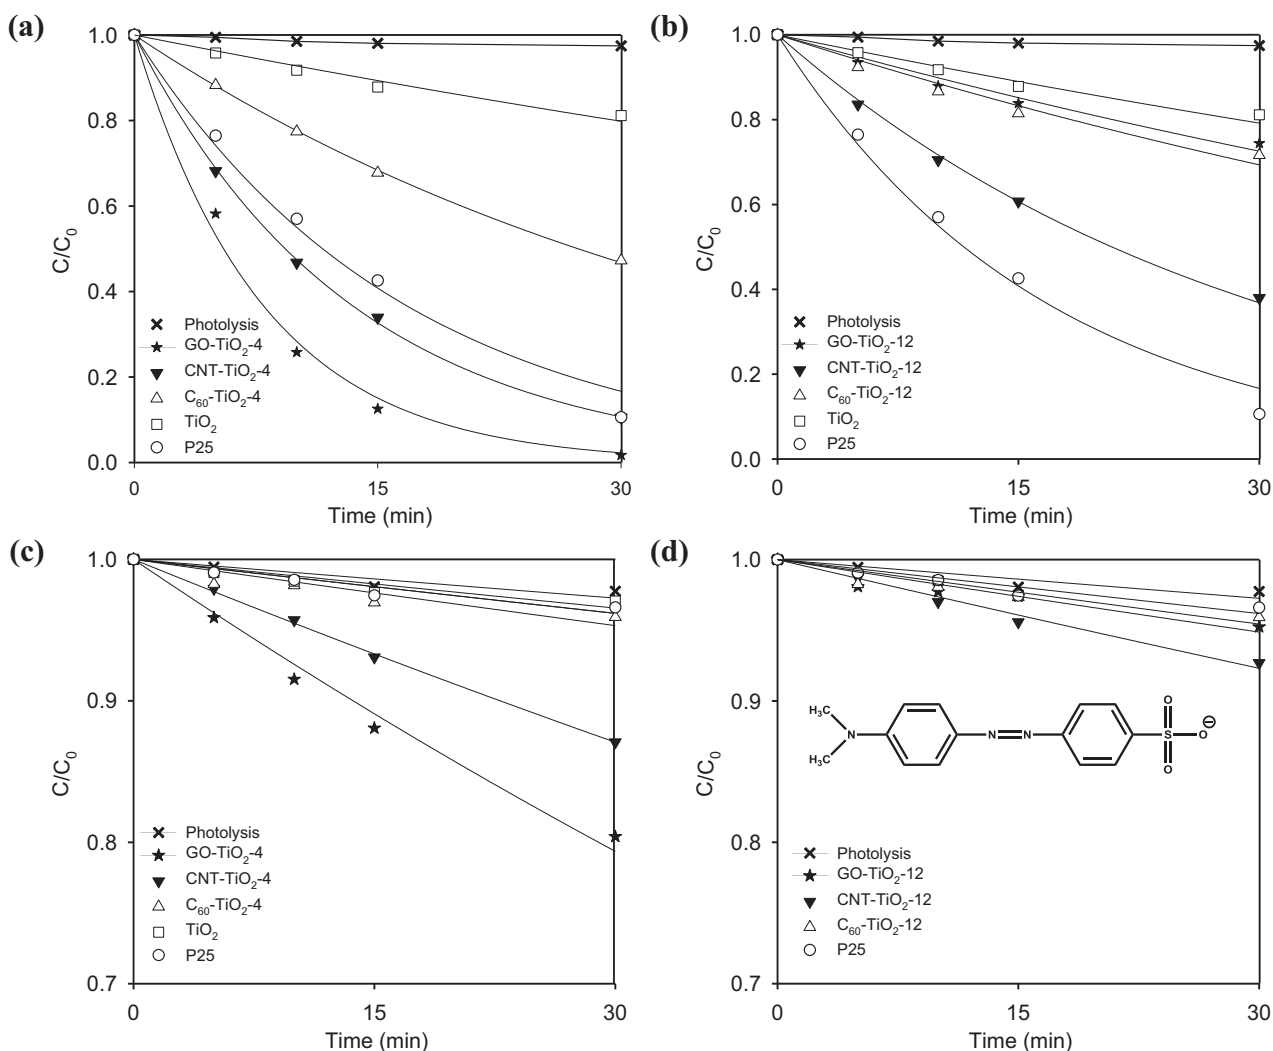 (a)
1.0
0.8
0.6
0.4
0.2
0.0
C/C₀
Photolysis
GO-TiO₂-4
CNT-TiO₂-4
C₆₀-TiO₂-4
TiO₂
P25
0
15
30
Time (min)
(b)
1.0
0.8
0.6
0.4
0.2
0.0
C/C₀
Photolysis
GO-TiO₂-12
CNT-TiO₂-12
C₆₀-TiO₂-12
TiO₂
P25
0
15
30
Time (min)
(c)
1.0
0.9
0.8
0.7
C/C₀
Photolysis
GO-TiO₂-4
CNT-TiO₂-4
C₆₀-TiO₂-4
TiO₂
P25
0
15
30
Time (min)
(d)
1.0
0.9
0.8
0.7
C/C₀
H₃C
H₃C
N
N
N
O
S
O
O
⊖
Photolysis
GO-TiO₂-12
CNT-TiO₂-12
C₆₀-TiO₂-12
P25
0
15
30
Time (min)